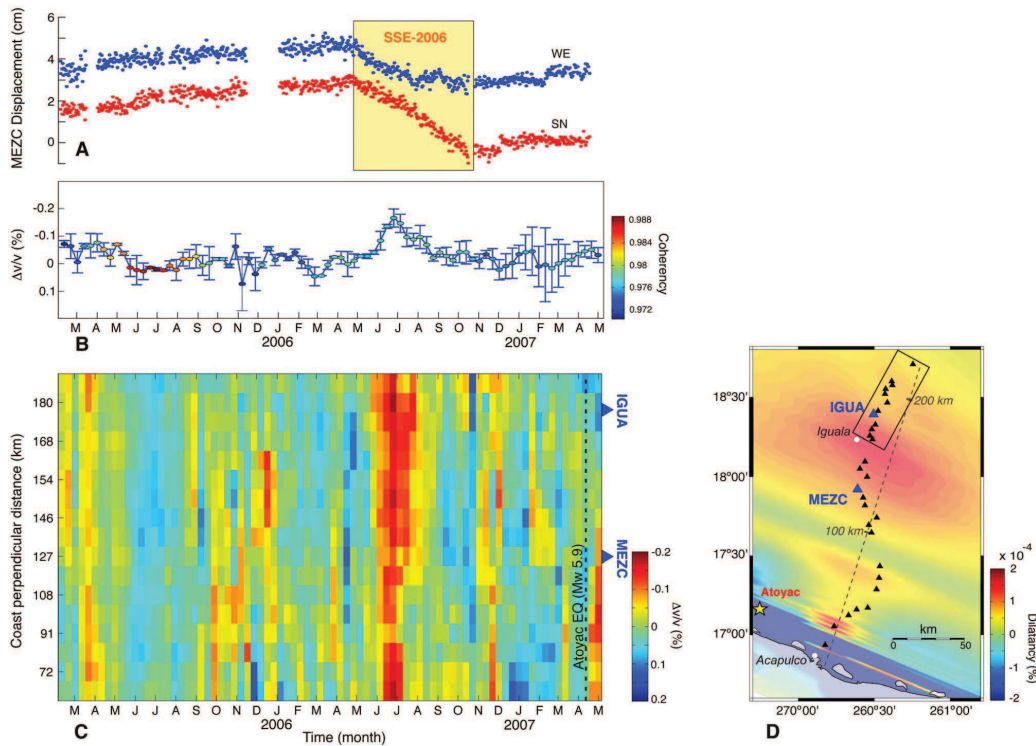 6
4
2
0
MEZC Displacement (cm)
SSE-2006
WE
SN
A
-0.2
-0.1
0
0.1
Δv/v (%)
0.988
0.984
0.980
0.976
0.972
Coherency
M A M J J A S O N D J F M A M J J A S O N D J F M A M
2006 2007
B
180
168
154
146
127
108
91
72
Coast perpendicular distance (km)
Atoyac EQ (Mw 5.9)
IGUA
MEZC
-0.2
-0.1
0
0.1
0.2
Δv/v (%)
M A M J J A S O N D J F M A M J J A S O N D J F M A M
2006 2007
C
Time (month)
18°30'
18°00'
17°30'
17°00'
IGUA
Iguala
200 km
MEZC
100 km
Atoyac
km
0 50
Acapulco
270°00' 260°30' 261°00'
D
x 10⁻⁴
2
1
0
-1
-2
Dilatancy (%)